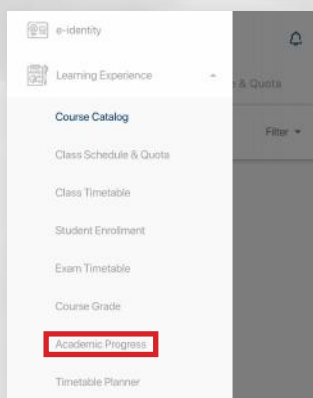 e-identity
Learning Experience
& Quota
Course Catalog
Filter
Class Schedule & Quota
Class Timetable
Student Enrollment
Exam Timetable
Course Grade
Academic Progress
Timetable Planner